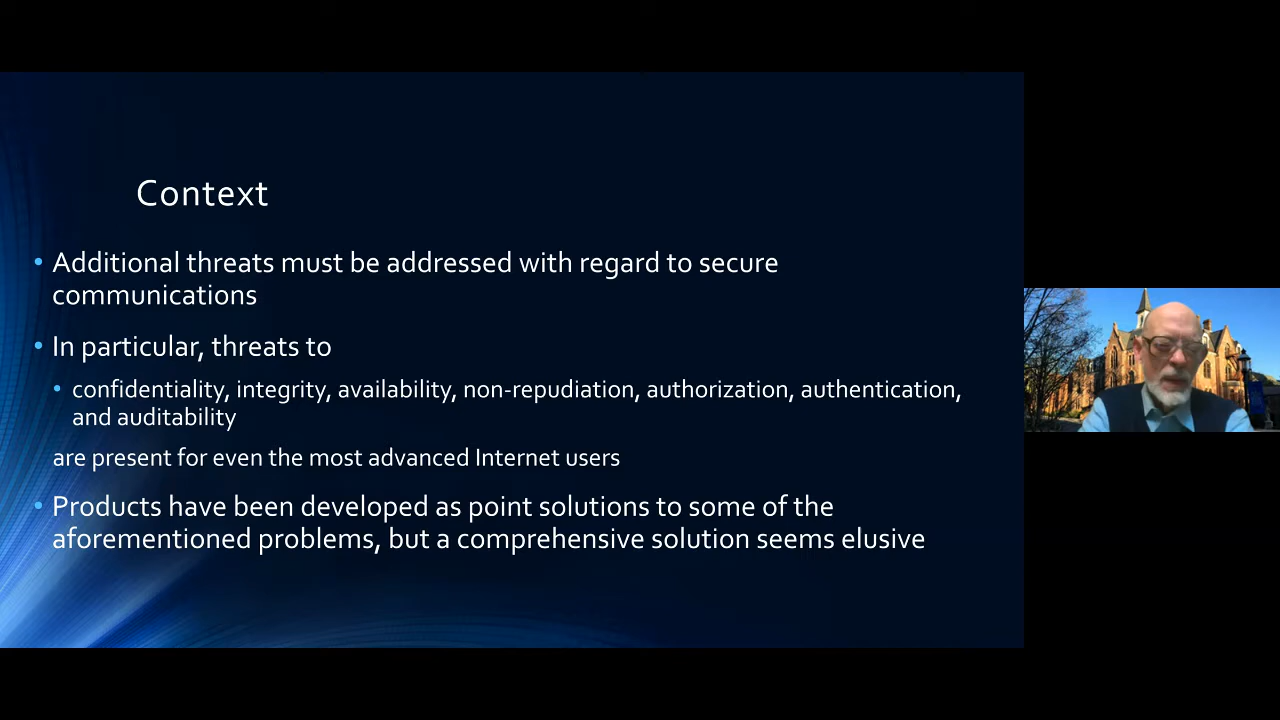 Context
• Additional threats must be addressed with regard to secure
communications
• In particular, threats to
• confidentiality, integrity, availability, non-repudiation, authorization, authentication,
and auditability
are present for even the most advanced Internet users
• Products have been developed as point solutions to some of the
aforementioned problems, but a comprehensive solution seems elusive